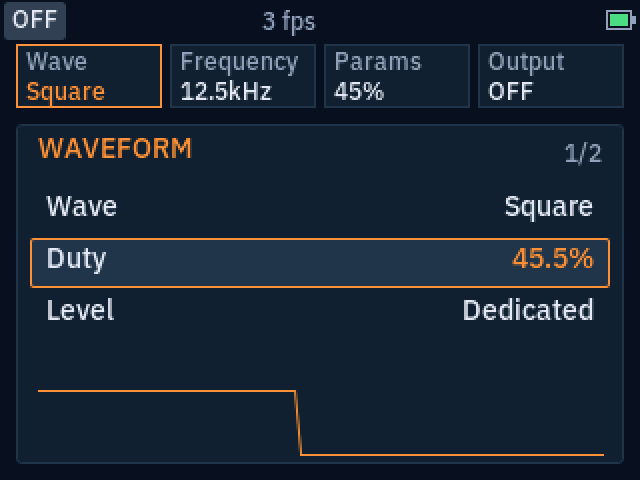 OFF 3 fps
Wave Frequency Params Output
Square 12.5kHz 45% OFF
WAVEFORM 1/2
Wave Square
Duty 45.5%
Level Dedicated